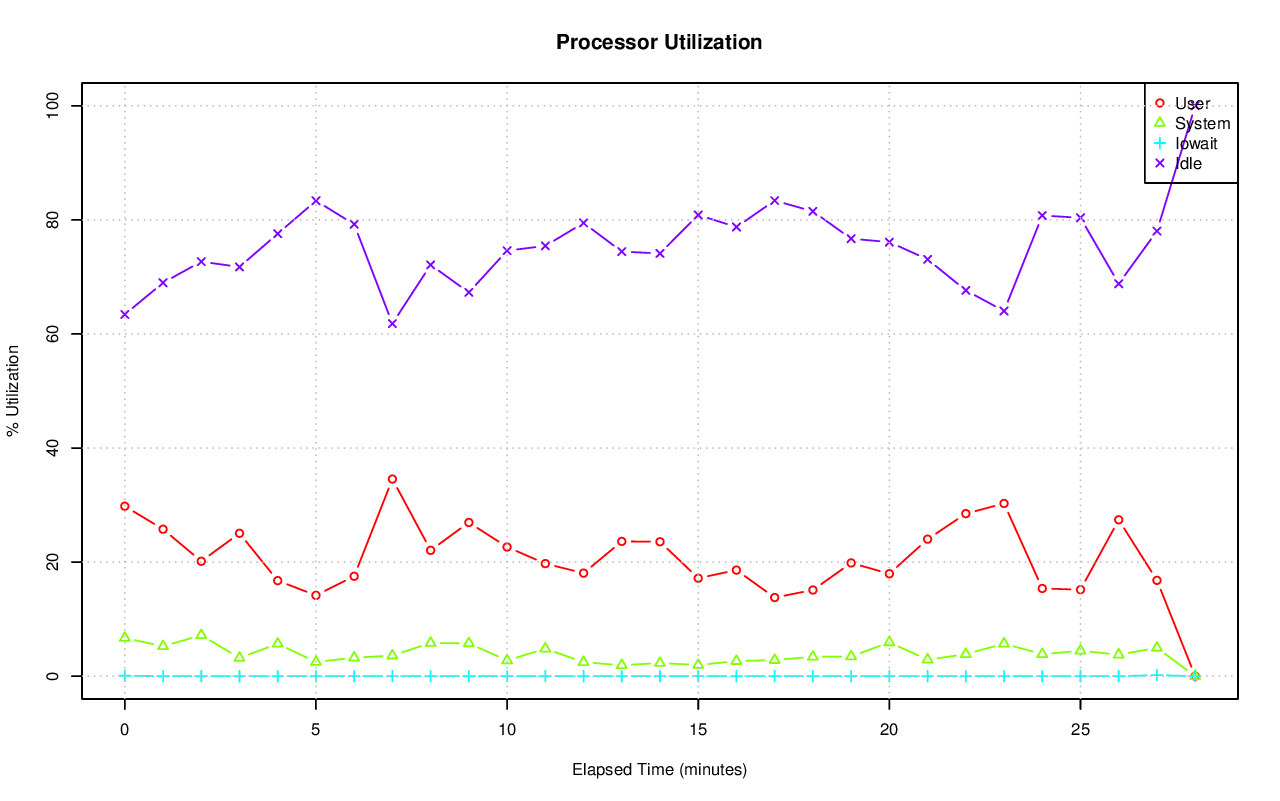 Processor Utilization
% Utilization
100
80
60
40
20
0
User
System
Iowait
Idle
0 5 10 15 20 25
Elapsed Time (minutes)